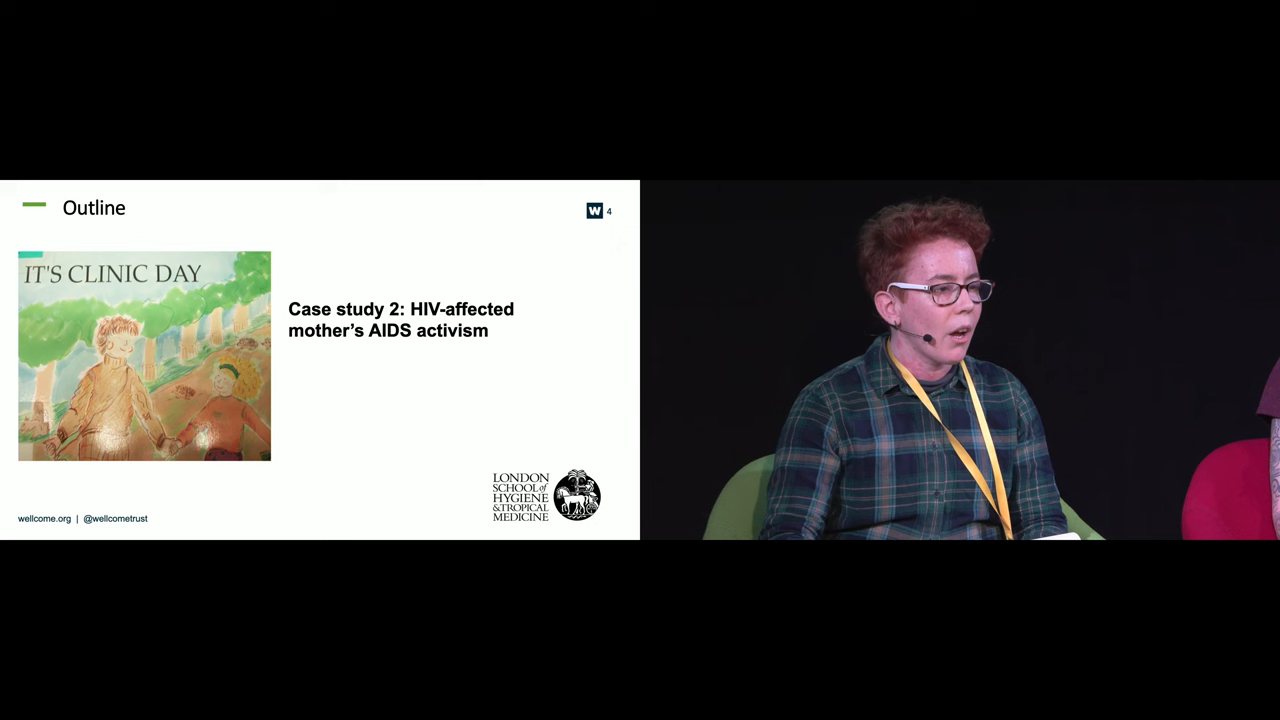 Outline
W 4
IT'S CLINIC DAY
Case study 2: HIV-affected
mother's AIDS activism
LONDON
SCHOOL of
HYGIENE
& TROPICAL
MEDICINE
wellcome.org | @wellcometrust